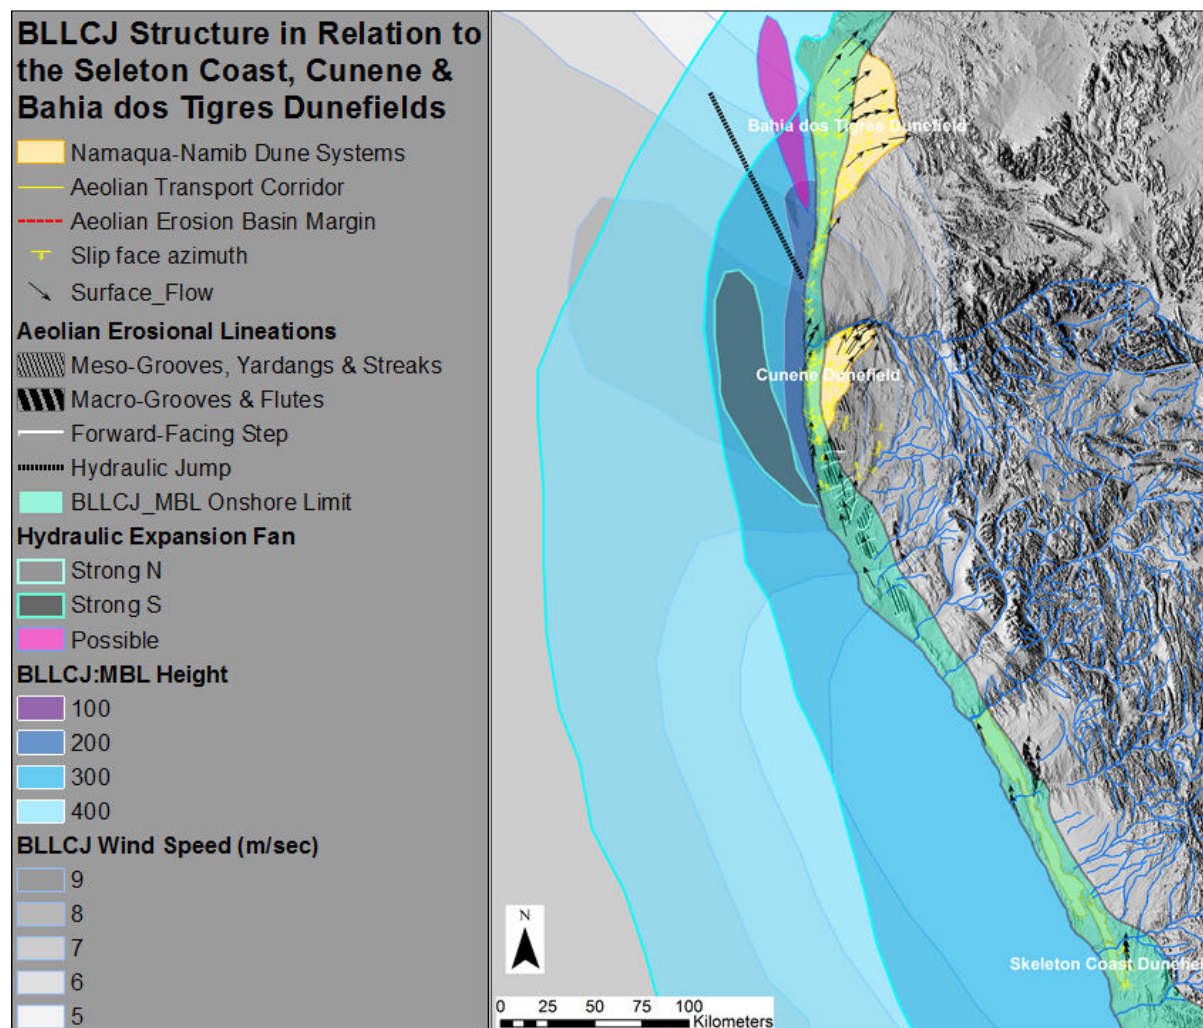 BLLCJ Structure in Relation to
the Seleton Coast, Cunene &
Bahia dos Tigres Dunefields
Namaqua-Namib Dune Systems
Aeolian Transport Corridor
Aeolian Erosion Basin Margin
Slip face azimuth
Surface_Flow
Aeolian Erosional Lineations
Meso-Grooves, Yardangs & Streaks
Macro-Grooves & Flutes
Forward-Facing Step
Hydraulic Jump
BLLCJ_MBL Onshore Limit
Hydraulic Expansion Fan
Strong N
Strong S
Possible
BLLCJ:MBL Height
100
200
300
400
BLLCJ Wind Speed (m/sec)
9
8
7
6
5
Bahia dos Tigres Dunefield
Cunene Dunefield
Skeleton Coast Dunefiel
N
0 25 50 75 100
Kilometers